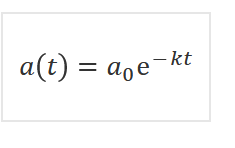 a(t) = a₀e⁻ᵏᵗ